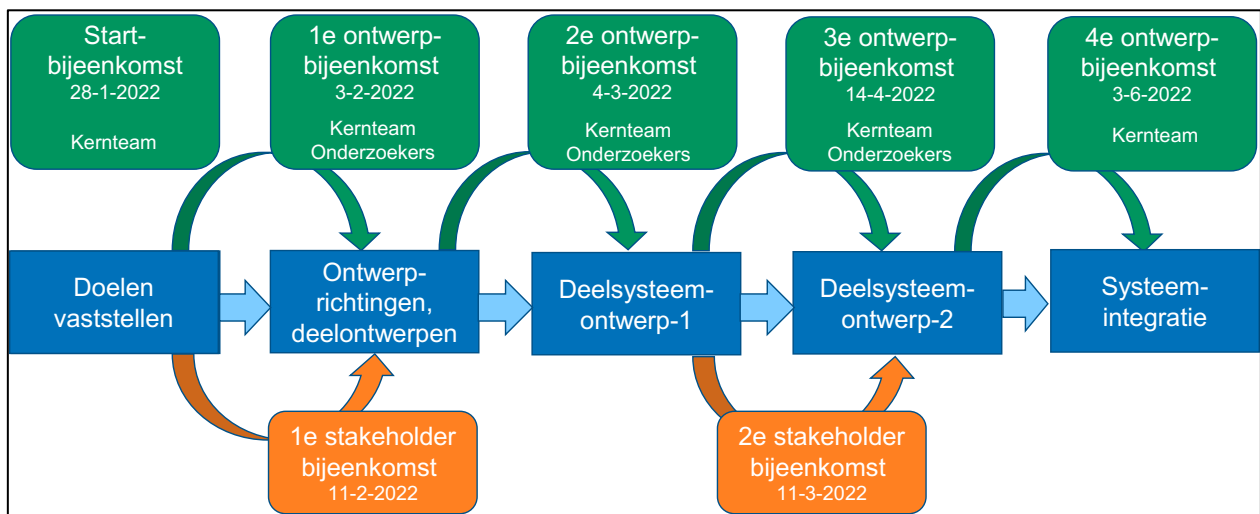 Start-
bijeenkomst
28-1-2022
Kernteam
1e ontwerp-
bijeenkomst
3-2-2022
Kernteam
Onderzoekers
2e ontwerp-
bijeenkomst
4-3-2022
Kernteam
Onderzoekers
3e ontwerp-
bijeenkomst
14-4-2022
Kernteam
Onderzoekers
4e ontwerp-
bijeenkomst
3-6-2022
Kernteam
Doelen
vaststellen
Ontwerp-
richtingen,
deelontwerpen
Deelsysteem-
ontwerp-1
Deelsysteem-
ontwerp-2
Systeem-
integratie
1e stakeholder
bijeenkomst
11-2-2022
2e stakeholder
bijeenkomst
11-3-2022